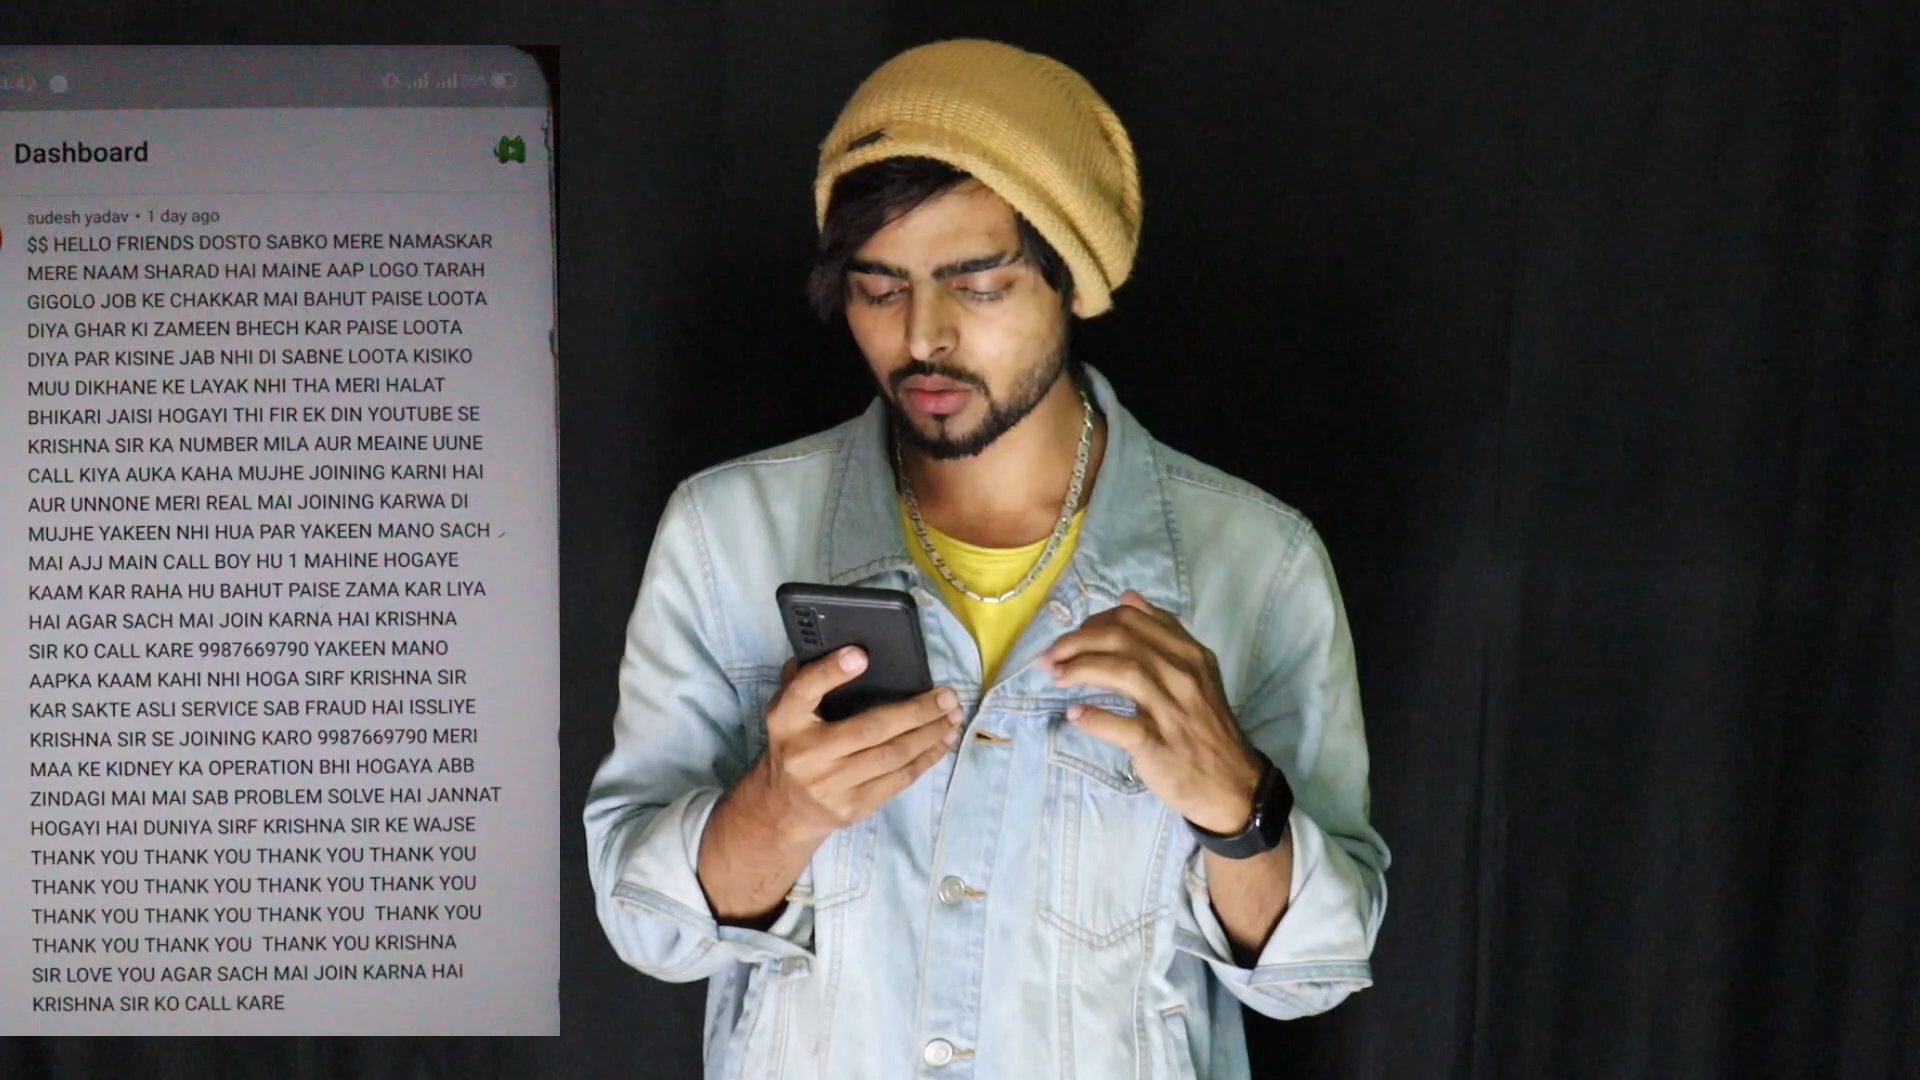 Dashboard
sudesh yadav • 1 day ago
$$ HELLO FRIENDS DOSTO SABKO MERE NAMASKAR
MERE NAAM SHARAD HAI MAINE AAP LOGO TARAH
GIGOLO JOB KE CHAKKAR MAI BAHUT PAISE LOOTA
DIYA GHAR KI ZAMEEN BHECH KAR PAISE LOOTA
DIYA PAR KISINE JAB NHI DI SABNE LOOTA KISIKO
MUU DIKHANE KE LAYAK NHI THA MERI HALAT
BHIKARI JAISI HOGAYI THI FIR EK DIN YOUTUBE SE
KRISHNA SIR KA NUMBER MILA AUR MEAINE UUNE
CALL KIYA AUKA KAHA MUJHE JOINING KARNI HAI
AUR UNNONE MERI REAL MAI JOINING KARWA DI
MUJHE YAKEEN NHI HUA PAR YAKEEN MANO SACH
MAI AJJ MAIN CALL BOY HU 1 MAHINE HOGAYE
KAAM KAR RAHA HU BAHUT PAISE ZAMA KAR LIYA
HAI AGAR SACH MAI JOIN KARNA HAI KRISHNA
SIR KO CALL KARE 9987669790 YAKEEN MANO
AAPKA KAAM KAHI NHI HOGA SIRF KRISHNA SIR
KAR SAKTE ASLI SERVICE SAB FRAUD HAI ISSLIYE
KRISHNA SIR SE JOINING KARO 9987669790 MERI
MAA KE KIDNEY KA OPERATION BHI HOGAYA ABB
ZINDAGI MAI MAI SAB PROBLEM SOLVE HAI JANNAT
HOGAYI HAI DUNIYA SIRF KRISHNA SIR KE WAJSE
THANK YOU THANK YOU THANK YOU THANK YOU
THANK YOU THANK YOU THANK YOU THANK YOU
THANK YOU THANK YOU THANK YOU THANK YOU
THANK YOU THANK YOU THANK YOU KRISHNA
SIR LOVE YOU AGAR SACH MAI JOIN KARNA HAI
KRISHNA SIR KO CALL KARE